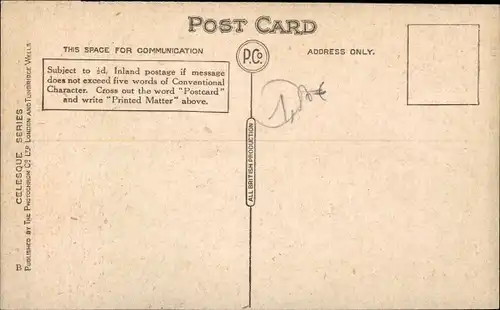 POST CARD
THIS SPACE FOR COMMUNICATION
P.Co.
ADDRESS ONLY.
Subject to ½d. Inland postage if message
does not exceed five words of Conventional
Character. Cross out the word "Postcard"
and write "Printed Matter" above.
ALL BRITISH PRODUCTION
CELESQUE SERIES
PUBLISHED BY THE PHOTOCHROM CO LTD LONDON AND TUNBRIDGE WELLS
B